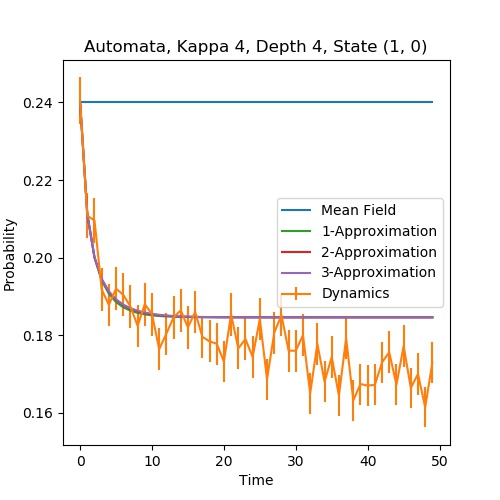 Automata, Kappa 4, Depth 4, State (1, 0)
Probability
0.24
0.22
0.20
0.18
0.16
Mean Field
1-Approximation
2-Approximation
3-Approximation
Dynamics
0 10 20 30 40 50
Time